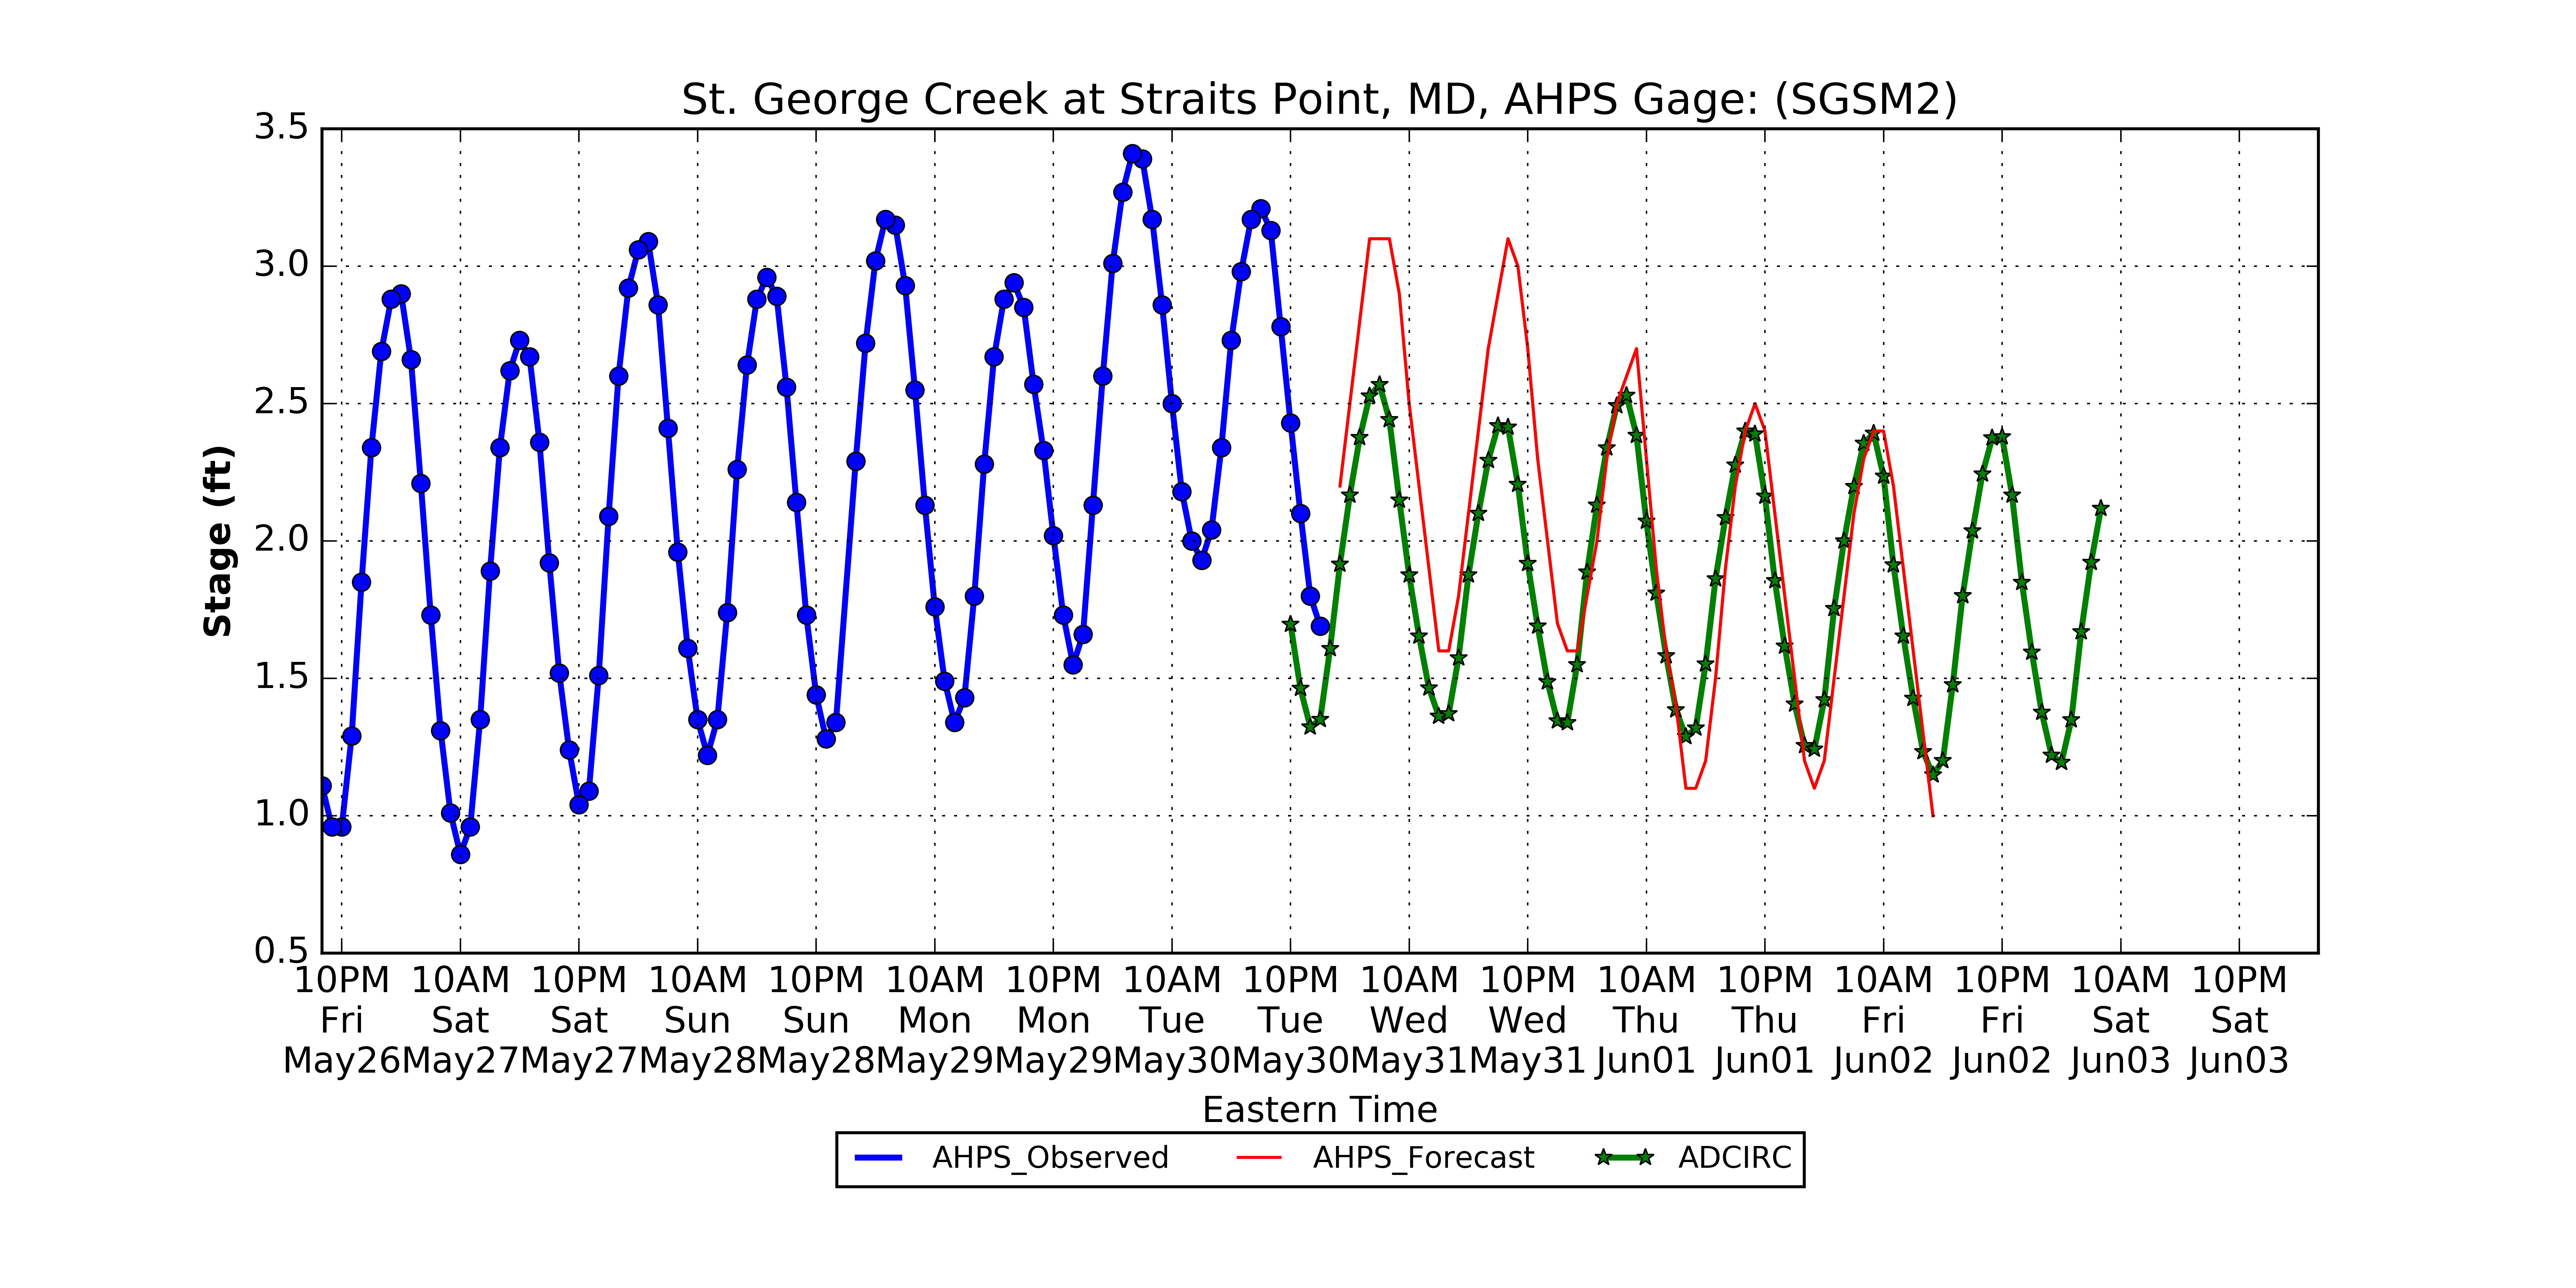 St. George Creek at Straits Point, MD, AHPS Gage: (SGSM2)
3.5
3.0
2.5
2.0
1.5
1.0
0.5
Stage (ft)
10PM 10AM 10PM 10AM 10PM 10AM 10PM 10AM 10PM 10AM 10PM 10AM 10PM 10AM 10PM 10AM 10PM
Fri Sat Sat Sun Sun Mon Mon Tue Tue Wed Wed Thu Thu Fri Fri Sat Sat
May26 May27 May27 May28 May28 May29 May29 May30 May30 May31 May31 Jun01 Jun01 Jun02 Jun02 Jun03 Jun03
Eastern Time
AHPS_Observed AHPS_Forecast ADCIRC